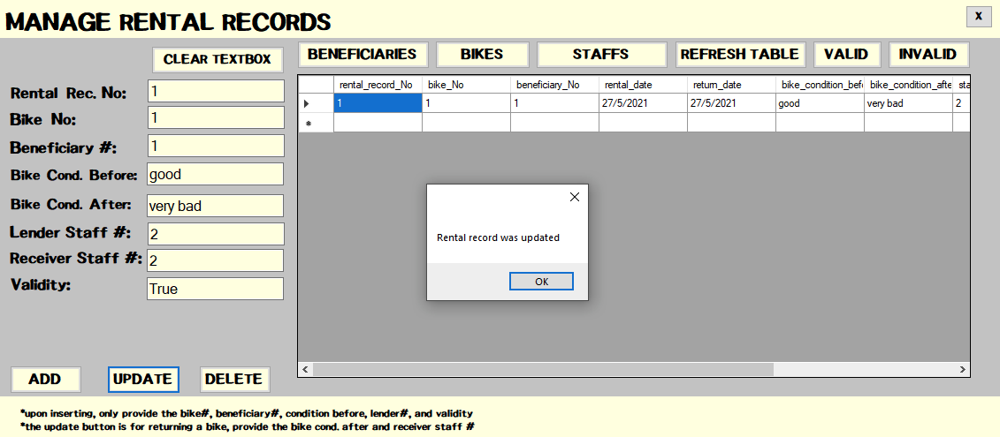 MANAGE RENTAL RECORDS
X
CLEAR TEXTBOX
BENEFICIARIES
BIKES
STAFFS
REFRESH TABLE
VALID
INVALID
Rental Rec. No: 1
Bike No: 1
Beneficiary #: 1
Bike Cond. Before: good
Bike Cond. After: very bad
Lender Staff #: 2
Receiver Staff #: 2
Validity: True
rental_record_No bike_No beneficiary_No rental_date return_date bike_condition_befo bike_condition_afte sta
1 1 1 27/5/2021 27/5/2021 good very bad 2
Rental record was updated
OK
ADD
UPDATE
DELETE
*upon inserting, only provide the bike#, beneficiary#, condition before, lender#, and validity
*the update button is for returning a bike, provide the bike cond. after and receiver staff #